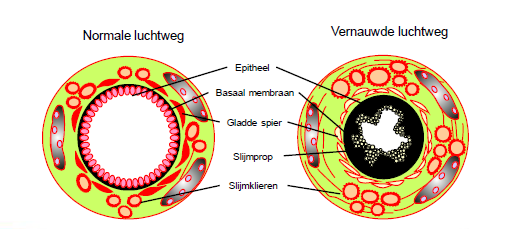 Normale luchtweg
Vernauwde luchtweg
Epitheel
Basaal membraan
Gladde spier
Slijmprop
Slijmklieren